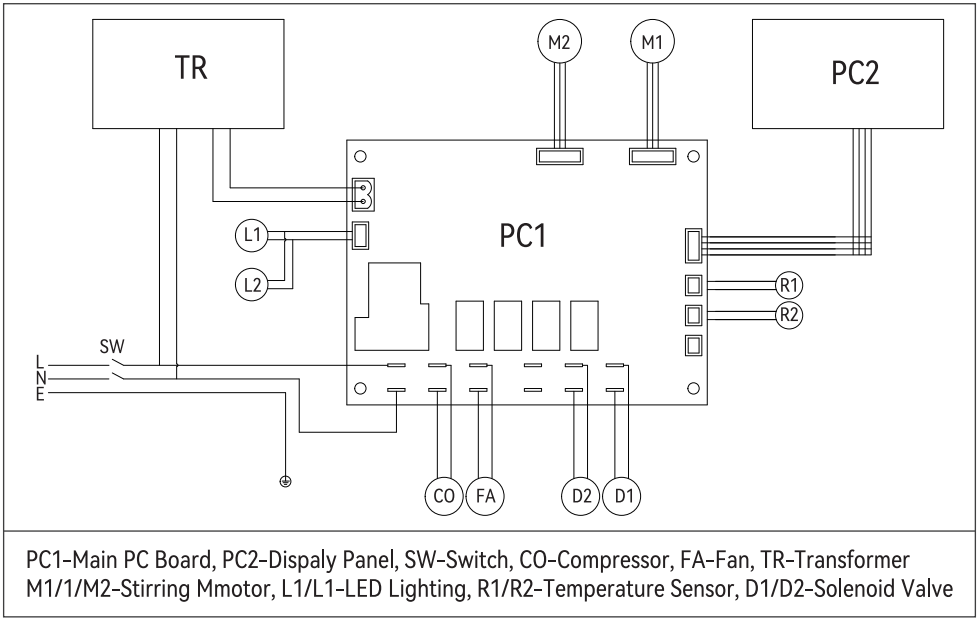 M2 M1
TR PC2
L1 PC1
L2 R1
R2
SW
L
N
E
CO FA D2 D1
PC1-Main PC Board, PC2-Dispaly Panel, SW-Switch, CO-Compressor, FA-Fan, TR-Transformer
M1/1/M2-Stirring Mmotor, L1/L1-LED Lighting, R1/R2-Temperature Sensor, D1/D2-Solenoid Valve